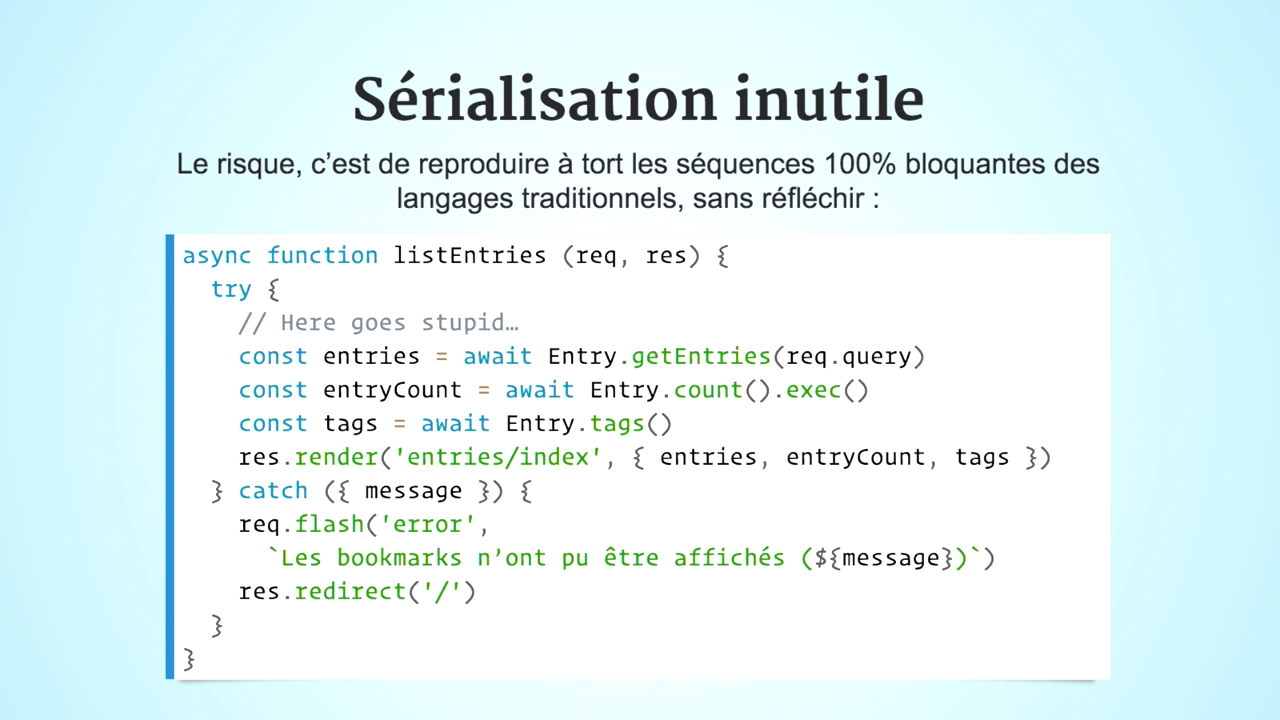 Sérialisation inutile
Le risque, c’est de reproduire à tort les séquences 100% bloquantes des
langages traditionnels, sans réfléchir :
async function listEntries (req, res) {
  try {
    // Here goes stupid…
    const entries = await Entry.getEntries(req.query)
    const entryCount = await Entry.count().exec()
    const tags = await Entry.tags()
    res.render('entries/index', { entries, entryCount, tags })
  } catch ({ message }) {
    req.flash('error',
      `Les bookmarks n’ont pu être affichés (${message})`)
    res.redirect('/')
  }
}